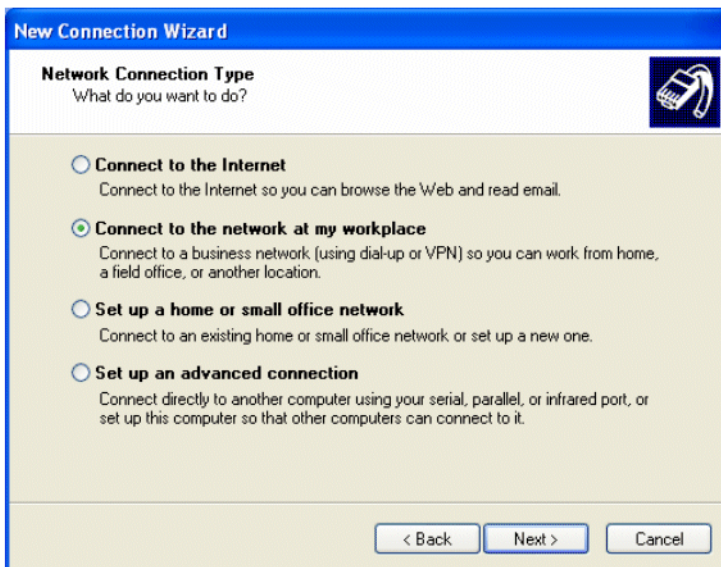 New Connection Wizard
Network Connection Type
What do you want to do?
Connect to the Internet
Connect to the Internet so you can browse the Web and read email.
Connect to the network at my workplace
Connect to a business network (using dial-up or VPN) so you can work from home,
a field office, or another location.
Set up a home or small office network
Connect to an existing home or small office network or set up a new one.
Set up an advanced connection
Connect directly to another computer using your serial, parallel, or infrared port, or
set up this computer so that other computers can connect to it.
< Back Next > Cancel